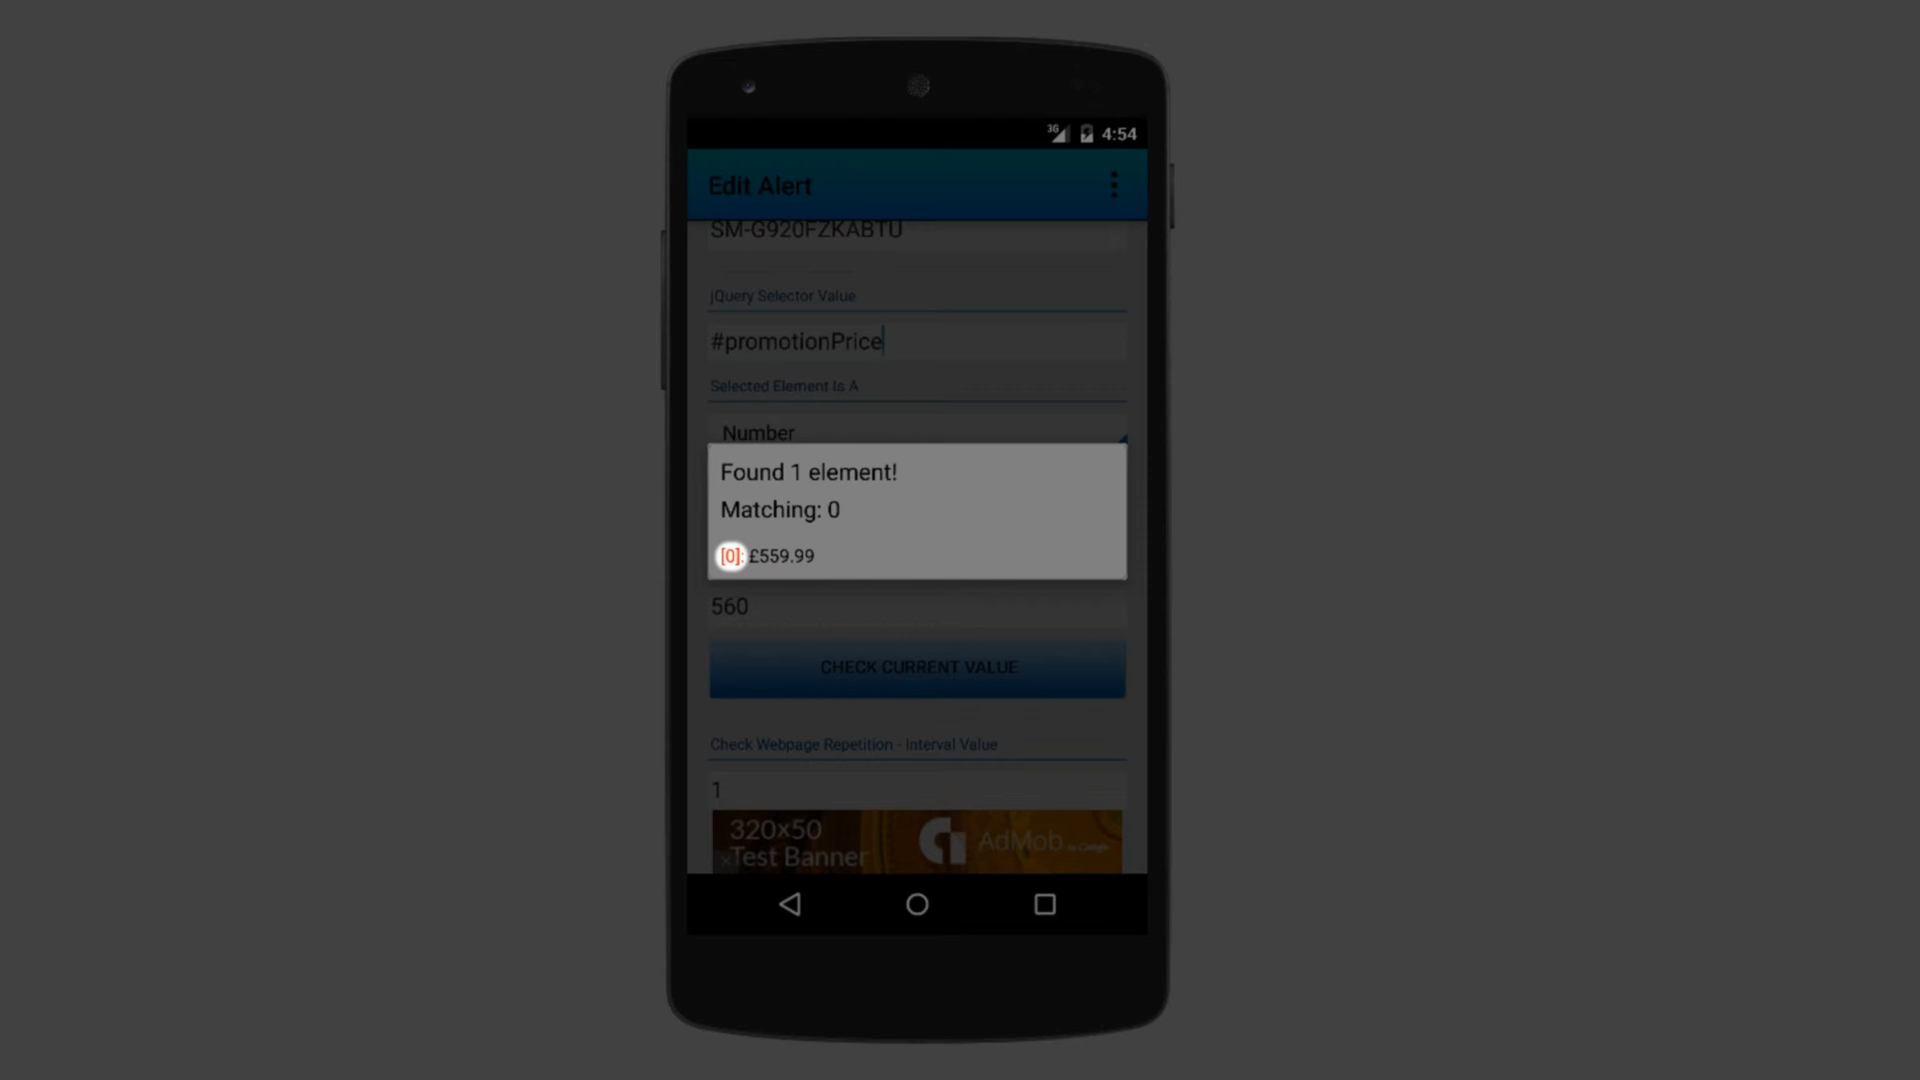 3G 4:54
Edit Alert
SM-G920FZKABTU
jQuery Selector Value
#promotionPrice
Selected Element Is A
Number
Found 1 element!
Matching: 0
[0]: £559.99
560
CHECK CURRENT VALUE
Check Webpage Repetition - Interval Value
1
320x50
Test Banner
AdMob by Google